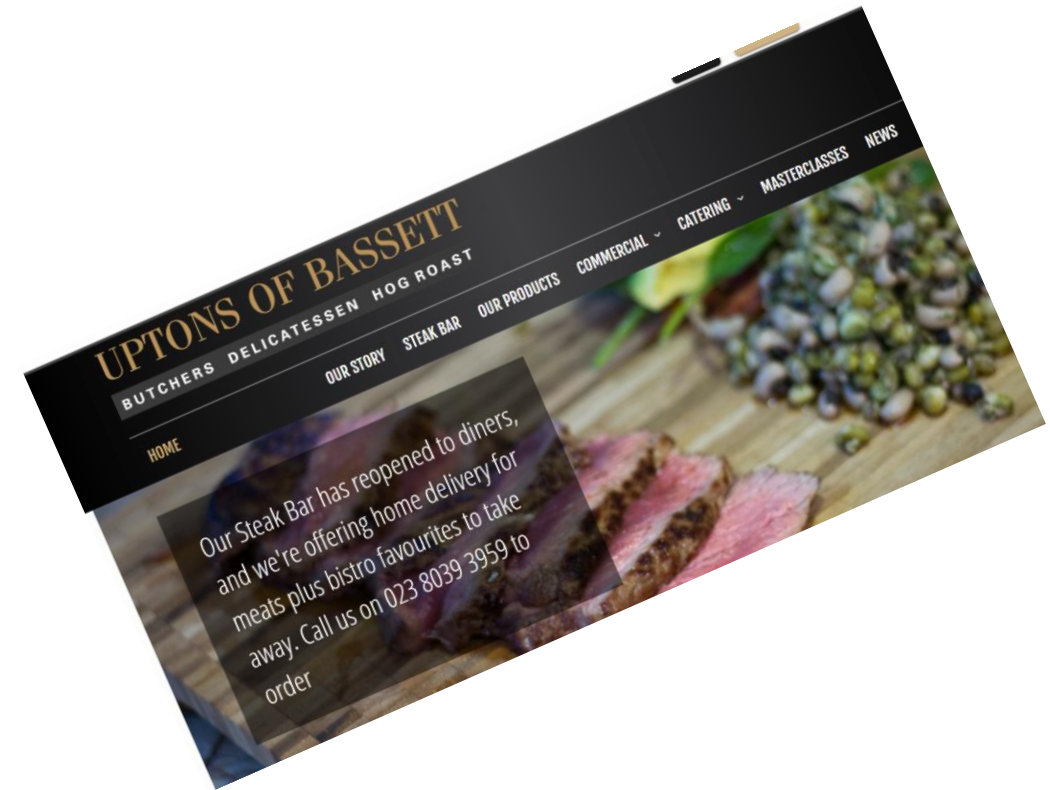 UPTONS OF BASSETT
BUTCHERS DELICATESSEN HOG ROAST
HOME OUR STORY STEAK BAR OUR PRODUCTS COMMERCIAL CATERING MASTERCLASSES NEWS
Our Steak Bar has reopened to diners,
and we're offering home delivery for
meats plus bistro favourites to take
away. Call us on 023 8039 3959 to
order